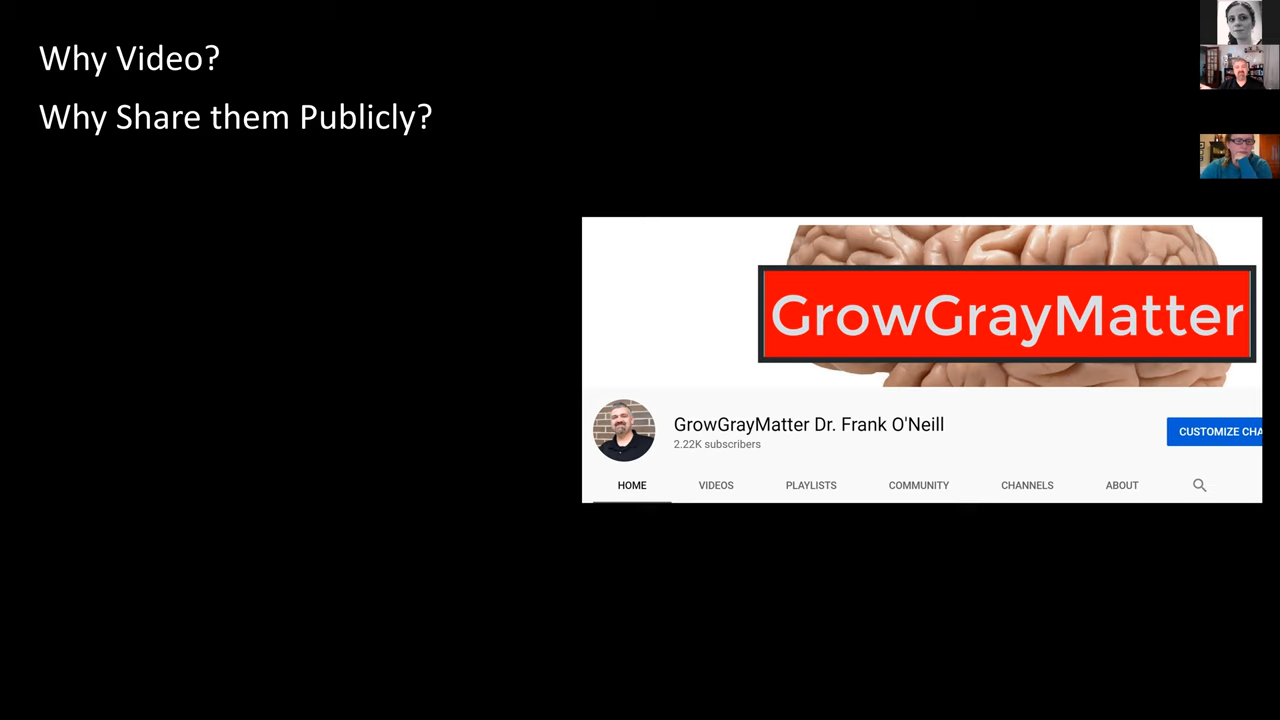 Why Video?
Why Share them Publicly?
GrowGrayMatter
GrowGrayMatter Dr. Frank O'Neill
2.22K subscribers
CUSTOMIZE CHA
HOME VIDEOS PLAYLISTS COMMUNITY CHANNELS ABOUT